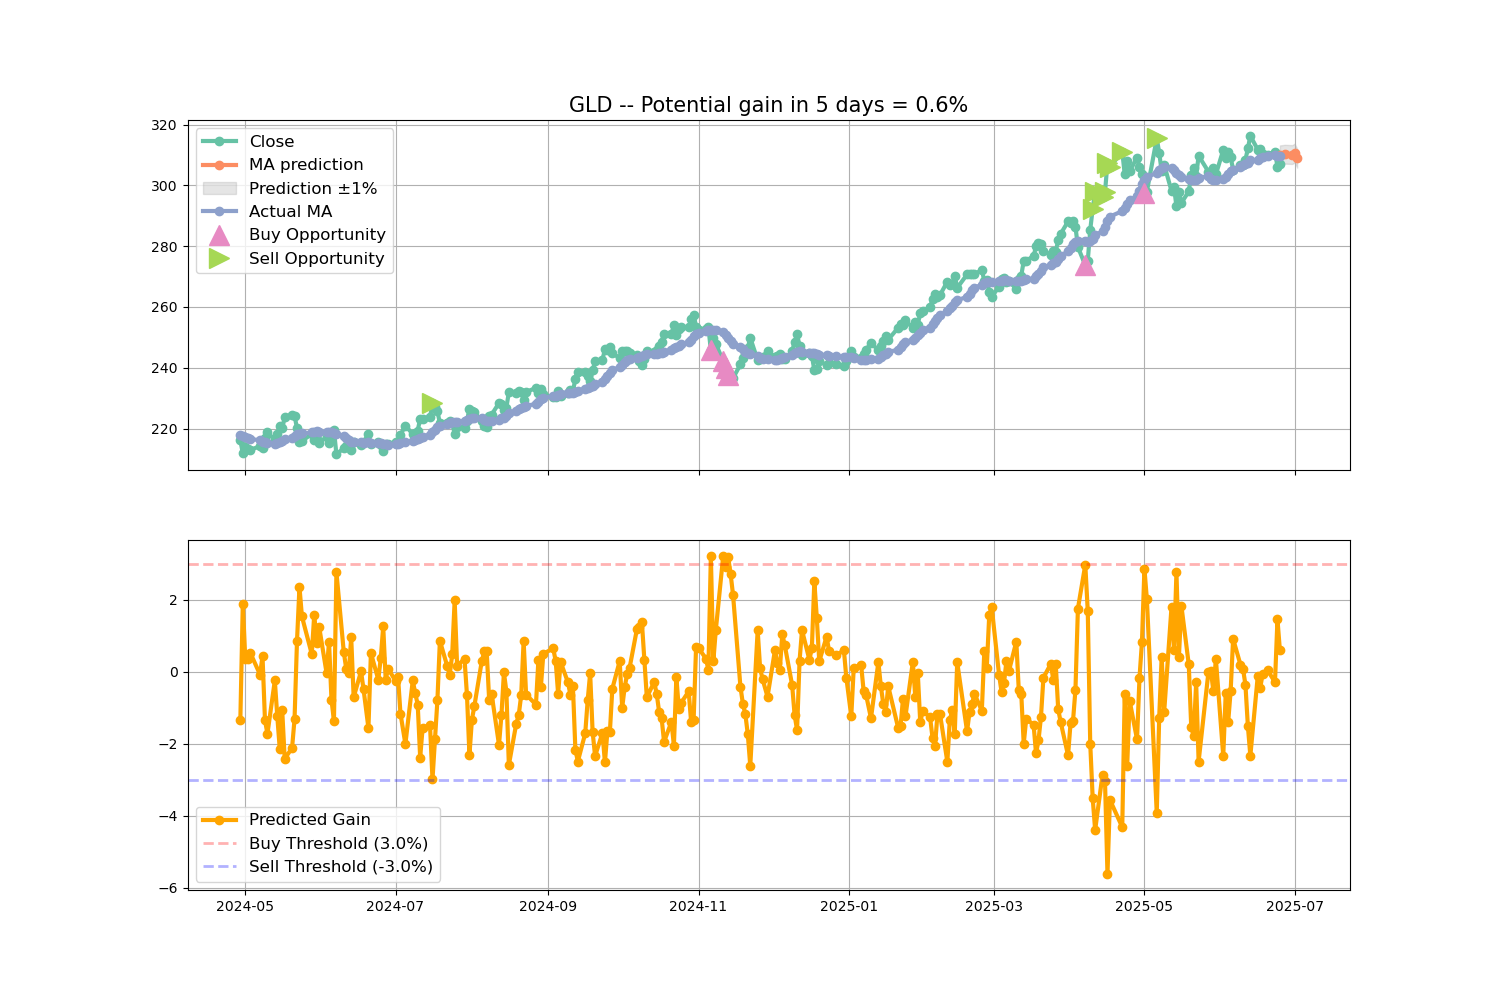 GLD -- Potential gain in 5 days = 0.6%
320
300
280
260
240
220
Close
MA prediction
Prediction ±1%
Actual MA
Buy Opportunity
Sell Opportunity
2
0
−2
−4
−6
Predicted Gain
Buy Threshold (3.0%)
Sell Threshold (-3.0%)
2024-05
2024-07
2024-09
2024-11
2025-01
2025-03
2025-05
2025-07